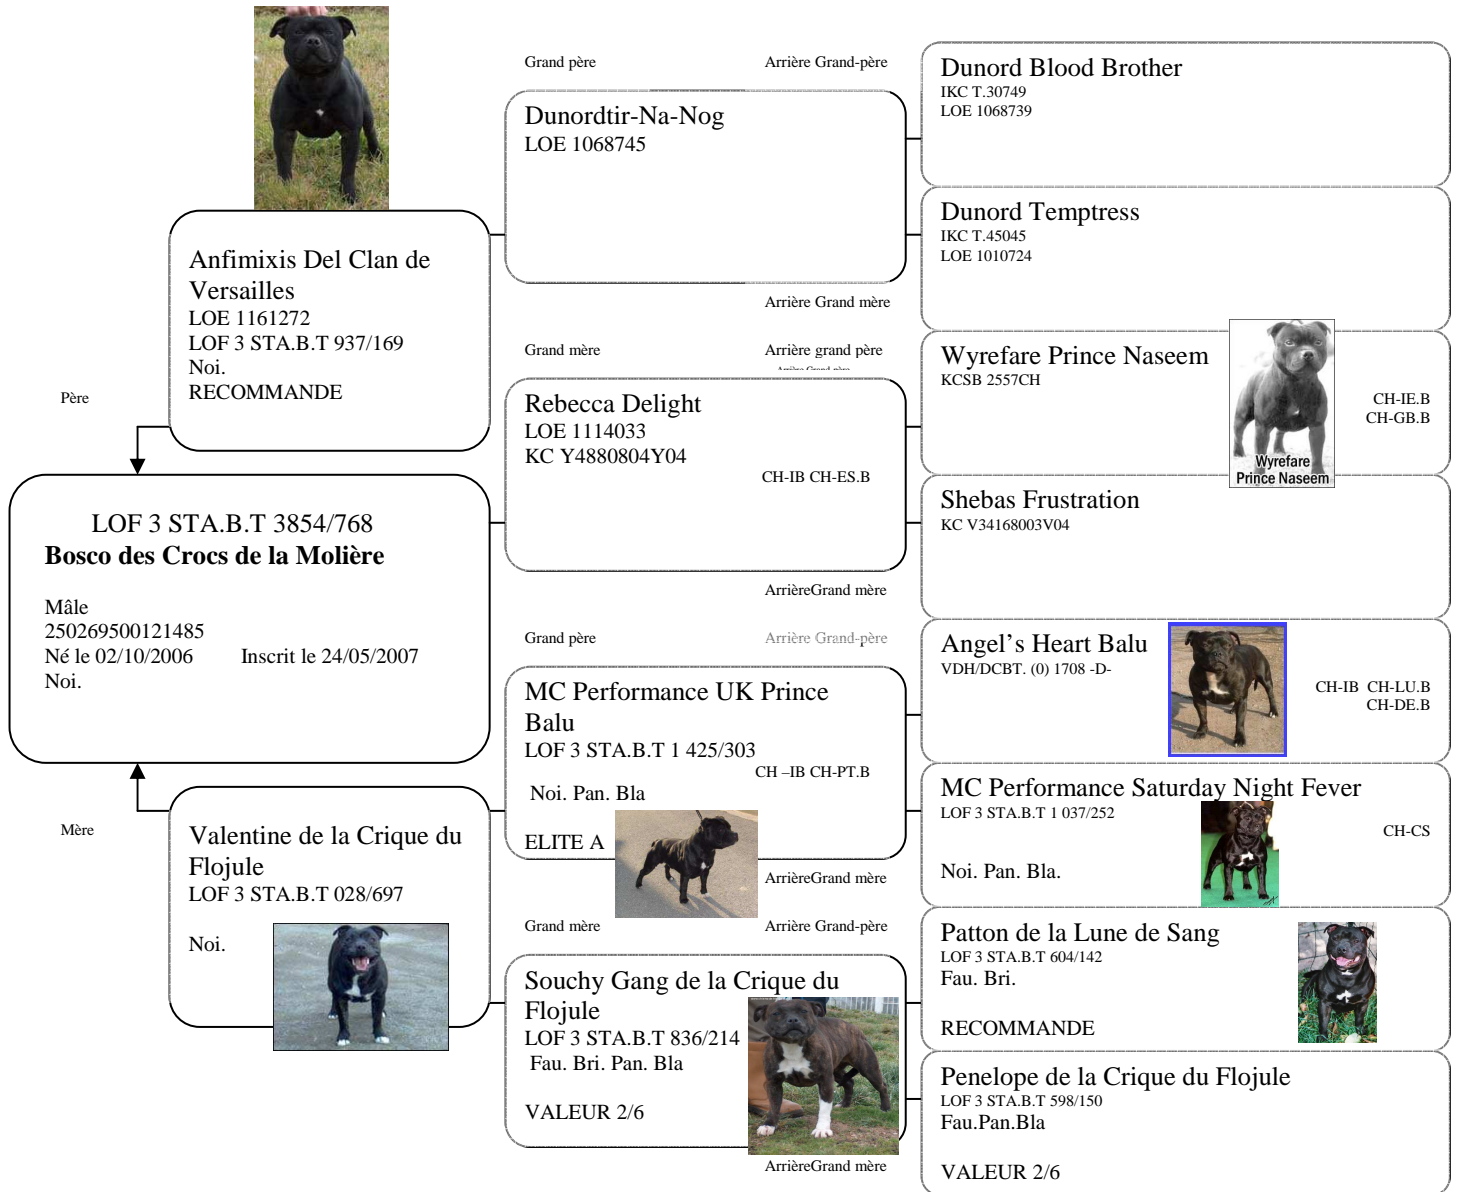 Père
Anfimixis Del Clan de
Versailles
LOE 1161272
LOF 3 STA.B.T 937/169
Noi.
RECOMMANDE
LOF 3 STA.B.T 3854/768
Bosco des Crocs de la Molière
Mâle
250269500121485
Né le 02/10/2006 Inscrit le 24/05/2007
Noi.
Mère
Valentine de la Crique du
Flojule
LOF 3 STA.B.T 028/697
Noi.
Grand père Arrière Grand-père
Dunordtir-Na-Nog
LOE 1068745
Arrière Grand mère
Grand mère Arrière grand père
Arrière Grand père
Rebecca Delight
LOE 1114033
KC Y4880804Y04
CH-IB CH-ES.B
ArrièreGrand mère
Grand père Arrière Grand-père
MC Performance UK Prince
Balu
LOF 3 STA.B.T 1 425/303
CH –IB CH-PT.B
Noi. Pan. Bla
ELITE A
ArrièreGrand mère
Grand mère Arrière Grand-père
Souchy Gang de la Crique du
Flojule
LOF 3 STA.B.T 836/214
Fau. Bri. Pan. Bla
VALEUR 2/6
ArrièreGrand mère
Dunord Blood Brother
IKC T.30749
LOE 1068739
Dunord Temptress
IKC T.45045
LOE 1010724
Wyrefare Prince Naseem
KCSB 2557CH
CH-IE.B
CH-GB.B
Wyrefare
Prince Naseem
Shebas Frustration
KC V34168003V04
Angel’s Heart Balu
VDH/DCBT. (0) 1708 -D-
CH-IB CH-LU.B
CH-DE.B
MC Performance Saturday Night Fever
LOF 3 STA.B.T 1 037/252
CH-CS
Noi. Pan. Bla.
Patton de la Lune de Sang
LOF 3 STA.B.T 604/142
Fau. Bri.
RECOMMANDE
Penelope de la Crique du Flojule
LOF 3 STA.B.T 598/150
Fau.Pan.Bla
VALEUR 2/6